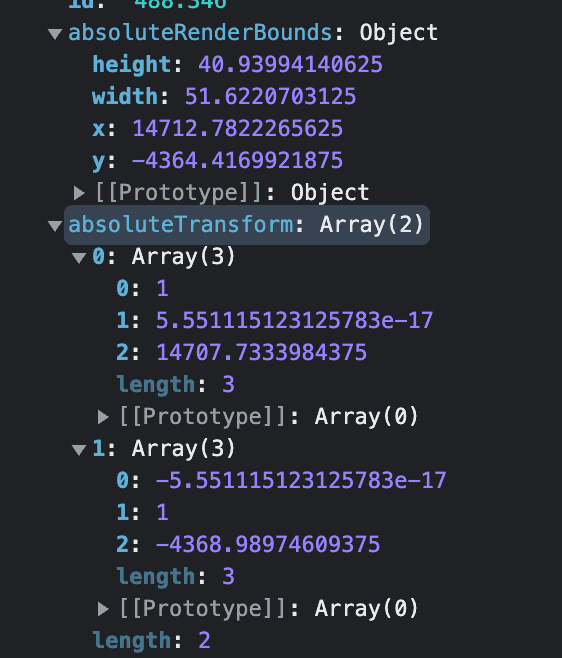 id: "488:346"
▼absoluteRenderBounds: Object
height: 40.93994140625
width: 51.6220703125
x: 14712.7822265625
y: -4364.4169921875
▶[[Prototype]]: Object
▼absoluteTransform: Array(2)
▼0: Array(3)
0: 1
1: 5.551115123125783e-17
2: 14707.7333984375
length: 3
▶[[Prototype]]: Array(0)
▼1: Array(3)
0: -5.551115123125783e-17
1: 1
2: -4368.98974609375
length: 3
▶[[Prototype]]: Array(0)
length: 2